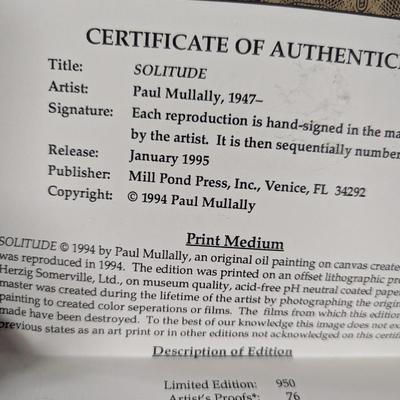 CERTIFICATE OF AUTHENTIC
Title: SOLITUDE
Artist: Paul Mullally, 1947–
Signature: Each reproduction is hand-signed in the ma
by the artist. It is then sequentially number
Release: January 1995
Publisher: Mill Pond Press, Inc., Venice, FL 34292
Copyright: © 1994 Paul Mullally
Print Medium
SOLITUDE © 1994 by Paul Mullally, an original oil painting on canvas create
was reproduced in 1994. The edition was printed on an offset lithographic pr
Herzig Somerville, Ltd., on museum quality, acid-free pH neutral coated pape
master was created during the lifetime of the artist by photographing the origin
painting to created color seperations or films. The films from which this edition
made have been destroyed. To the best of our knowledge this image does not ex
previous states as an art print or in other editions not acknowledged on this certif
Description of Edition
Limited Edition: 950
Artist's Proofs*: 76